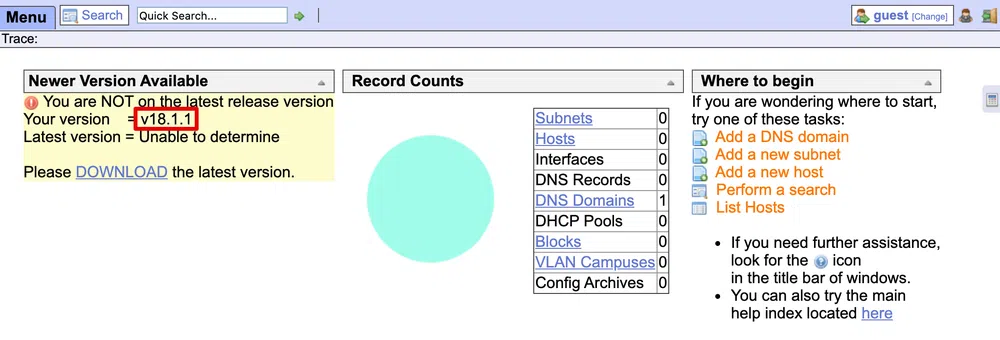 Menu Search Quick Search... guest [Change]
Trace:
Newer Version Available
You are NOT on the latest release version
Your version = v18.1.1
Latest version = Unable to determine
Please DOWNLOAD the latest version.
Record Counts
Subnets 0
Hosts 0
Interfaces 0
DNS Records 0
DNS Domains 1
DHCP Pools 0
Blocks 0
VLAN Campuses 0
Config Archives 0
Where to begin
If you are wondering where to start,
try one of these tasks:
Add a DNS domain
Add a new subnet
Add a new host
Perform a search
List Hosts
• If you need further assistance,
look for the ? icon
in the title bar of windows.
• You can also try the main
help index located here